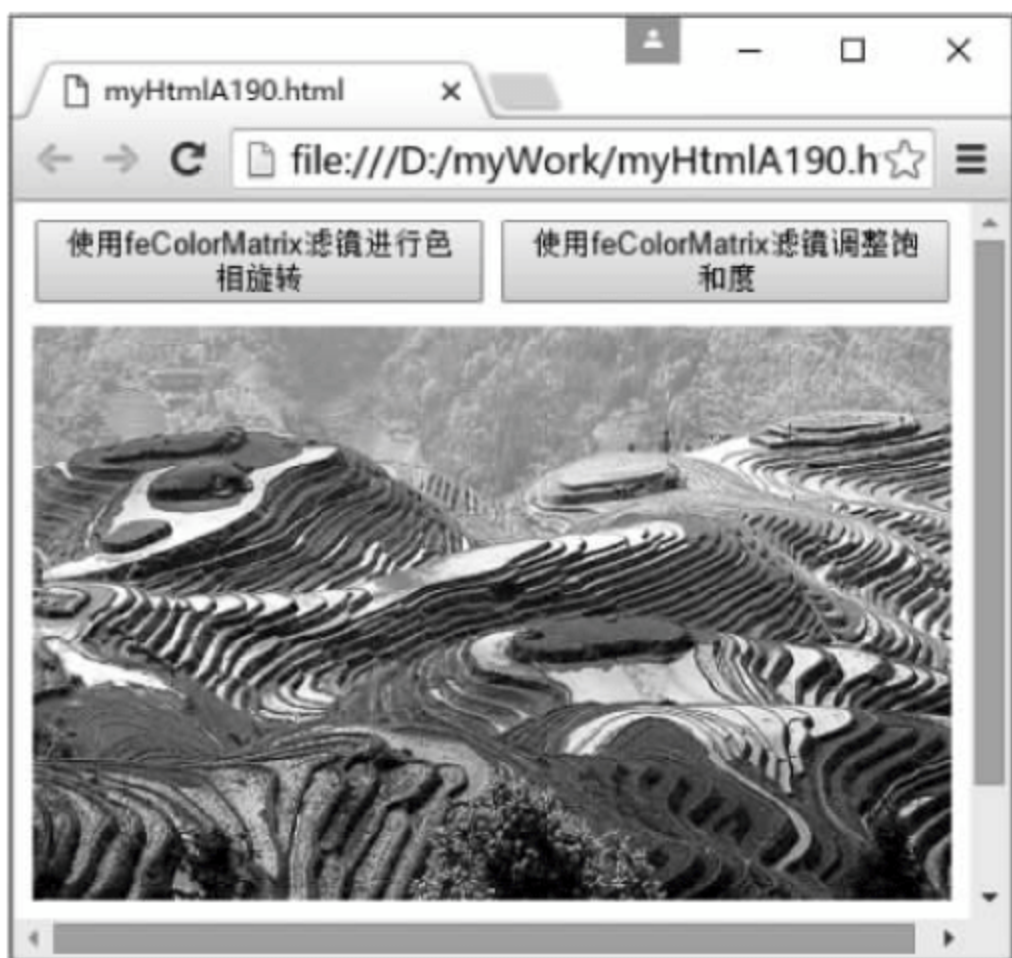 myHtmlA190.html
file:///D:/myWork/myHtmlA190.h
使用feColorMatrix滤镜进行色
相旋转
使用feColorMatrix滤镜调整饱
和度